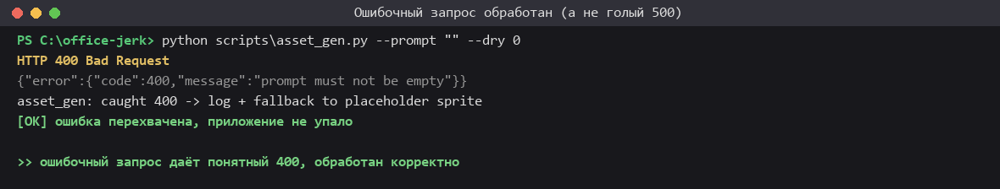 Ошибочный запрос обработан (а не голый 500)
PS C:\office-jerk> python scripts\asset_gen.py --prompt "" --dry 0
HTTP 400 Bad Request
{"error":{"code":400,"message":"prompt must not be empty"}}
asset_gen: caught 400 -> log + fallback to placeholder sprite
[OK] ошибка перехвачена, приложение не упало
>> ошибочный запрос даёт понятный 400, обработан корректно